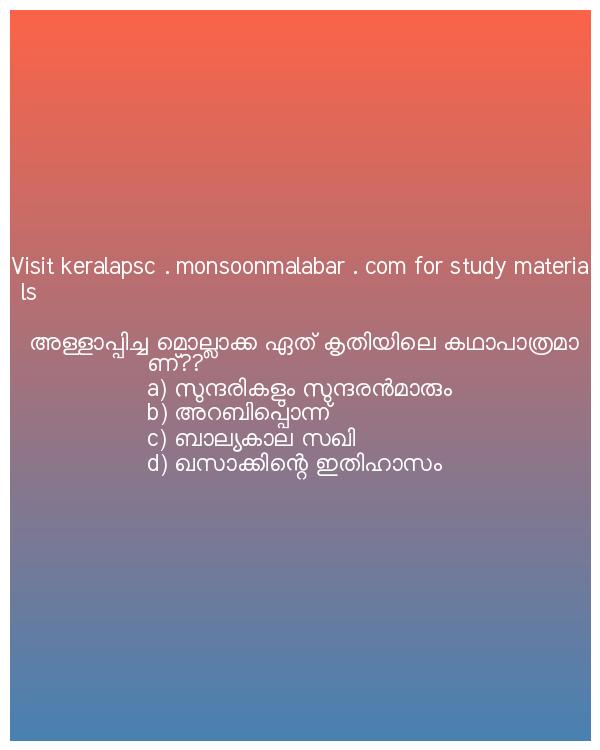 Visit keralapsc . monsoonmalabar . com for study materia
ls
അള്ളാപ്പിച്ച മൊല്ലാക്ക ഏത് കൃതിയിലെ കഥാപാത്രമാ
ണ്??
a) സുന്ദരികളും സുന്ദരൻമാരും
b) അറബിപ്പൊന്ന്
c) ബാല്യകാല സഖി
d) ഖസാക്കിന്റെ ഇതിഹാസം